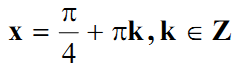 x = π/4 + πk, k ∈ Z